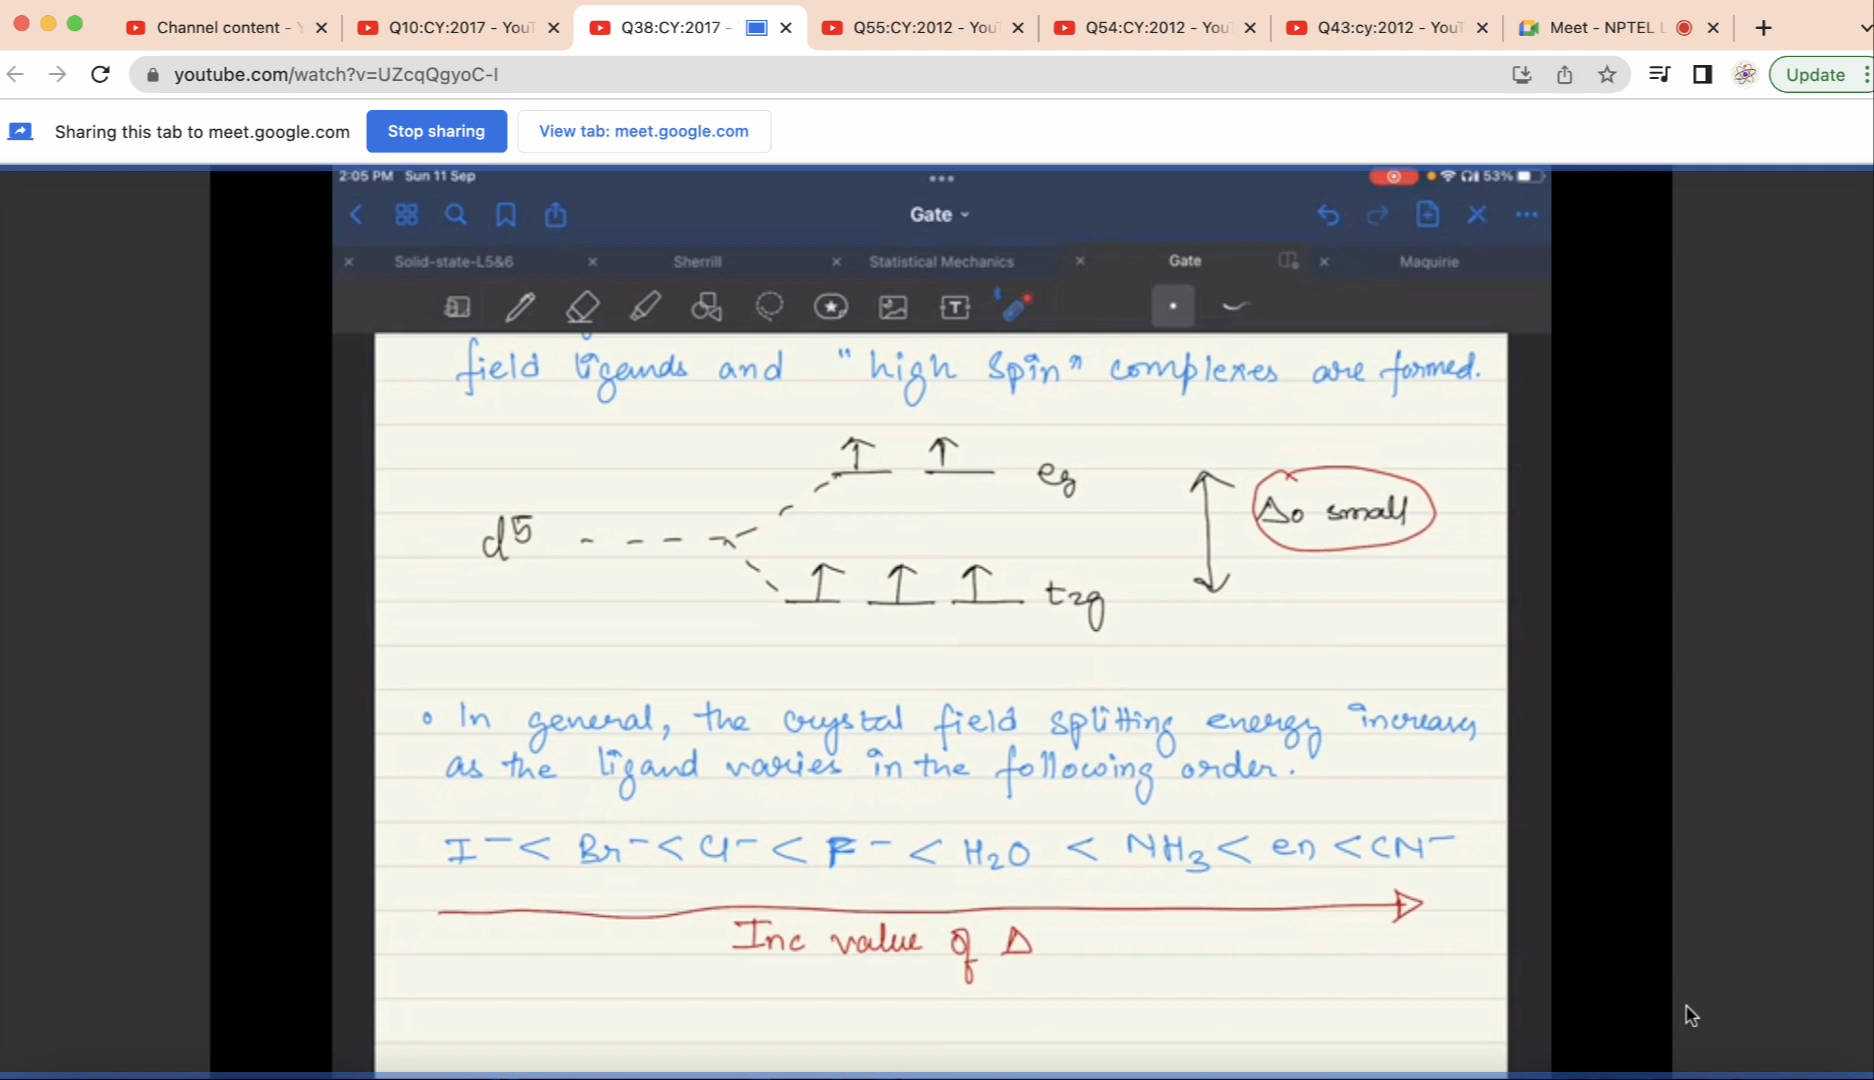 Channel content - Y
Q10:CY:2017 - YouT
Q38:CY:2017 -
Q55:CY:2012 - YouT
Q54:CY:2012 - YouT
Q43:cy:2012 - YouT
Meet - NPTEL L
youtube.com/watch?v=UZcqQgyoC-I
Update
Sharing this tab to meet.google.com
Stop sharing
View tab: meet.google.com
2:05 PM Sun 11 Sep
53%
Gate
Solid-state-L5&6
Sherrill
Statistical Mechanics
Gate
Maquirie
field ligands and "high spin" complexes are formed.
eg
Δo small
d5
t2g
• In general, the crystal field splitting energy increases
as the ligand varies in the following order.
I⁻ < Br⁻ < Cl⁻ < F⁻ < H₂O < NH₃ < en < CN⁻
Inc value of Δ